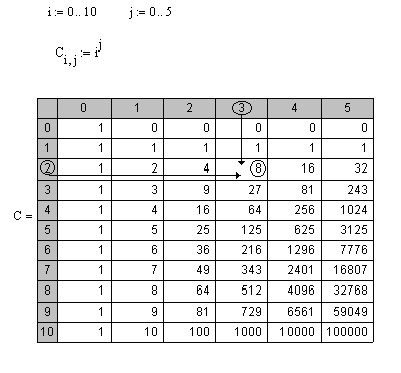 i := 0 .. 10 j := 0 .. 5
C i,j := i^j
0 1 2 3 4 5
0 1 0 0 0 0 0
1 1 1 1 1 1 1
2 1 2 4 8 16 32
3 1 3 9 27 81 243
4 1 4 16 64 256 1024
C = 5 1 5 25 125 625 3125
6 1 6 36 216 1296 7776
7 1 7 49 343 2401 16807
8 1 8 64 512 4096 32768
9 1 9 81 729 6561 59049
10 1 10 100 1000 10000 100000